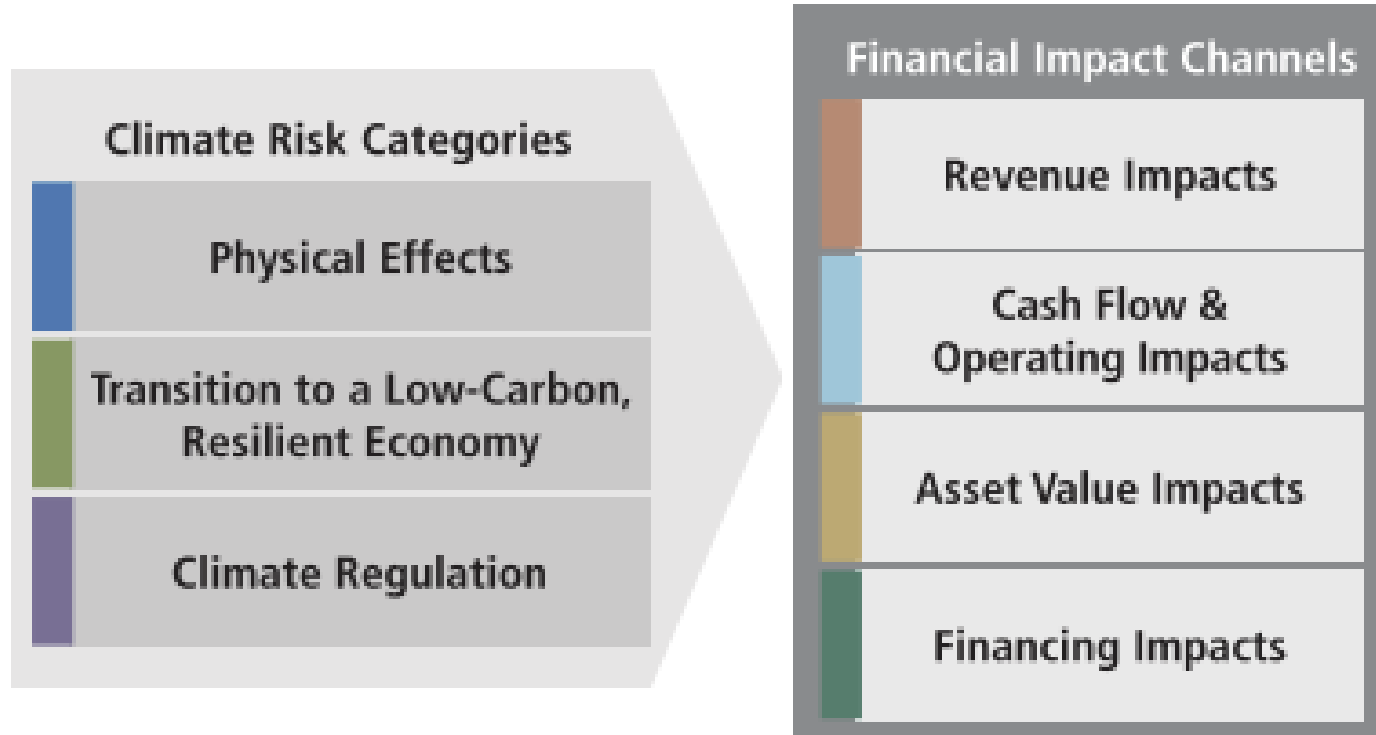 Climate Risk Categories
Physical Effects
Transition to a Low-Carbon,
Resilient Economy
Climate Regulation
Financial Impact Channels
Revenue Impacts
Cash Flow &
Operating Impacts
Asset Value Impacts
Financing Impacts